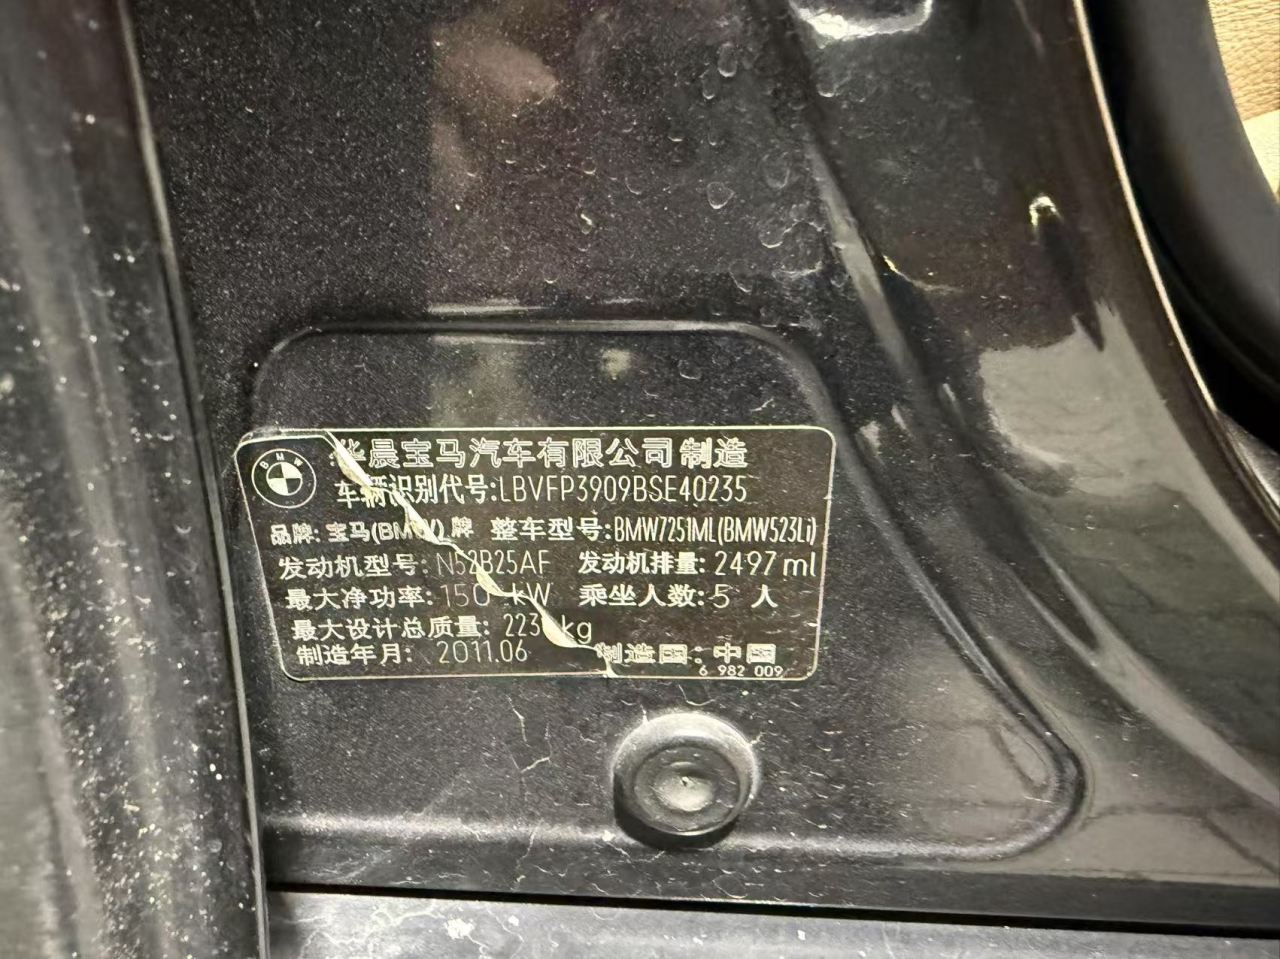 BMW
华晨宝马汽车有限公司 制造
车辆识别代号:LBVFP3909BSE40235
品牌: 宝马(BMW)牌 整车型号:BMW7251ML(BMW523Li)
发动机型号: N52B25AF 发动机排量: 2497 ml
最大净功率: 150 kW 乘坐人数: 5 人
最大设计总质量: kg
制造年月: 2011.06 制造国: 中国
6 982 009